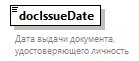 docIssueDate
Дата выдачи документа,
удостоверяющего личность